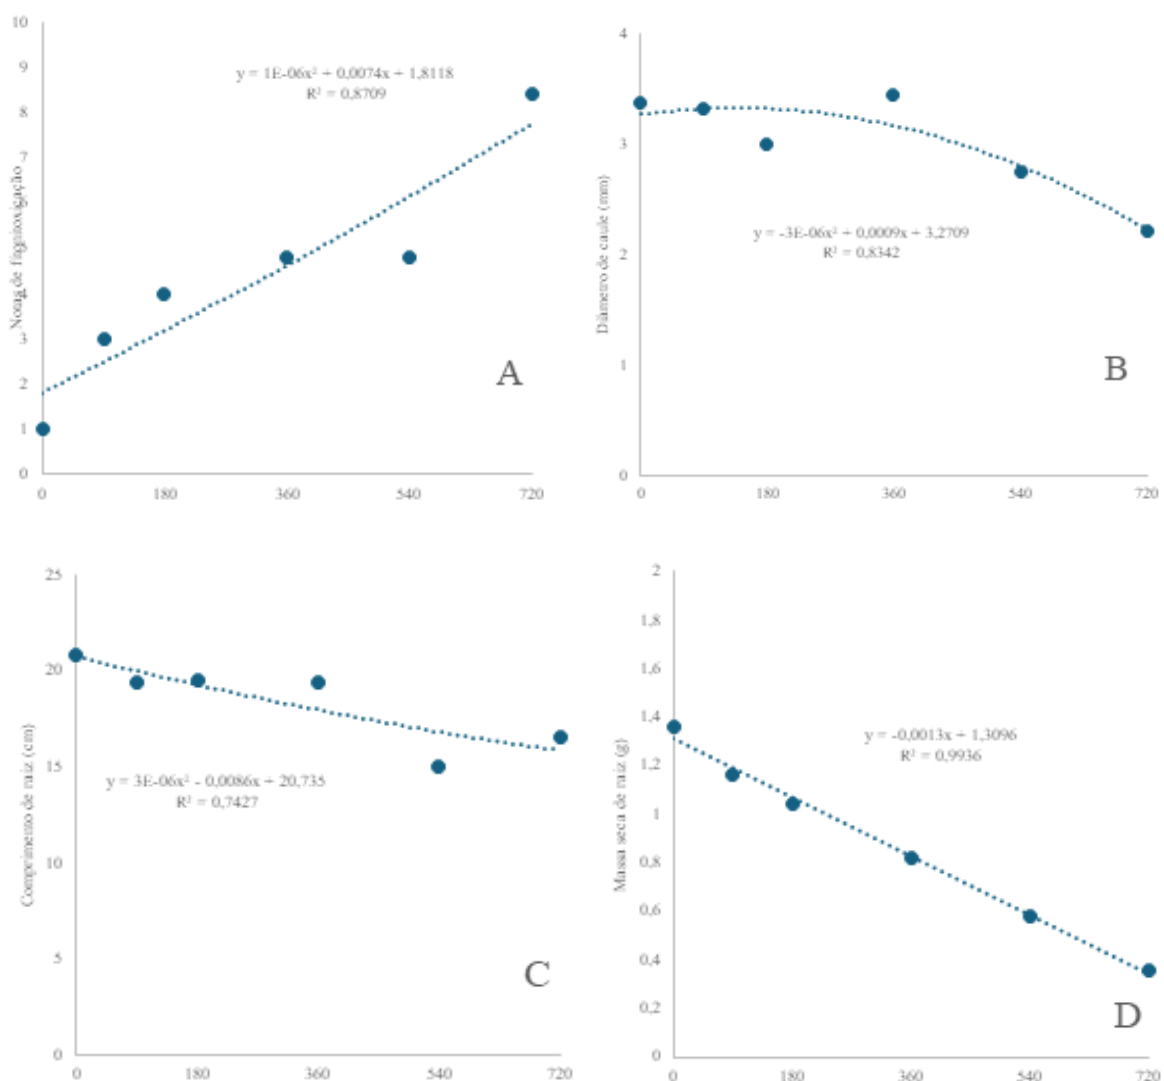 10
9
8
7
6
5
4
3
2
1
0
Notas de fitointoxicação
y = 1E-06x² + 0,0074x + 1,8118
R² = 0,8709
A
0 180 360 540 720
4
3
2
1
0
Diâmetro de caule (mm)
y = -3E-06x² + 0,0009x + 3,2709
R² = 0,8342
B
0 180 360 540 720
25
20
15
10
5
0
Comprimento de raiz (cm)
y = 3E-06x² - 0,0086x + 20,735
R² = 0,7427
C
0 180 360 540 720
2
1,8
1,6
1,4
1,2
1
0,8
0,6
0,4
0,2
0
Massa seca de raiz (g)
y = -0,0013x + 1,3096
R² = 0,9936
D
0 180 360 540 720